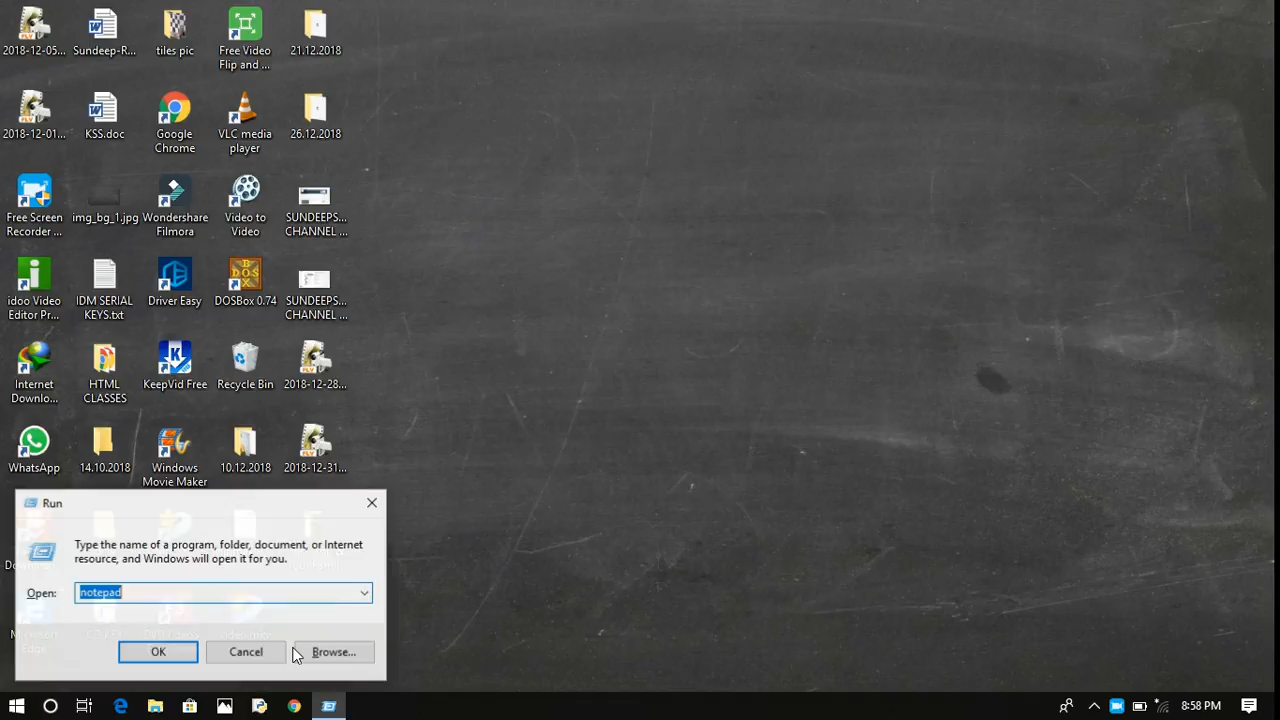 2018-12-05...
Sundeep-R...
tiles pic
Free Video
Flip and ...
21.12.2018
2018-12-01...
KSS.doc
Google
Chrome
VLC media
player
26.12.2018
Free Screen
Recorder ...
img_bg_1.jpg
Wondershare
Filmora
Video to
Video
SUNDEEPS...
CHANNEL ...
idoo Video
Editor Pr...
IDM SERIAL
KEYS.txt
Driver Easy
DOSBox 0.74
SUNDEEPS...
CHANNEL ...
Internet
Downlo...
HTML
CLASSES
KeepVid Free
Recycle Bin
2018-12-28...
WhatsApp
14.10.2018
Windows
Movie Maker
10.12.2018
2018-12-31...
Run
Type the name of a program, folder, document, or Internet
resource, and Windows will open it for you.
Open:
notepad
OK
Cancel
Browse...
Microsoft
Edge
8:58 PM